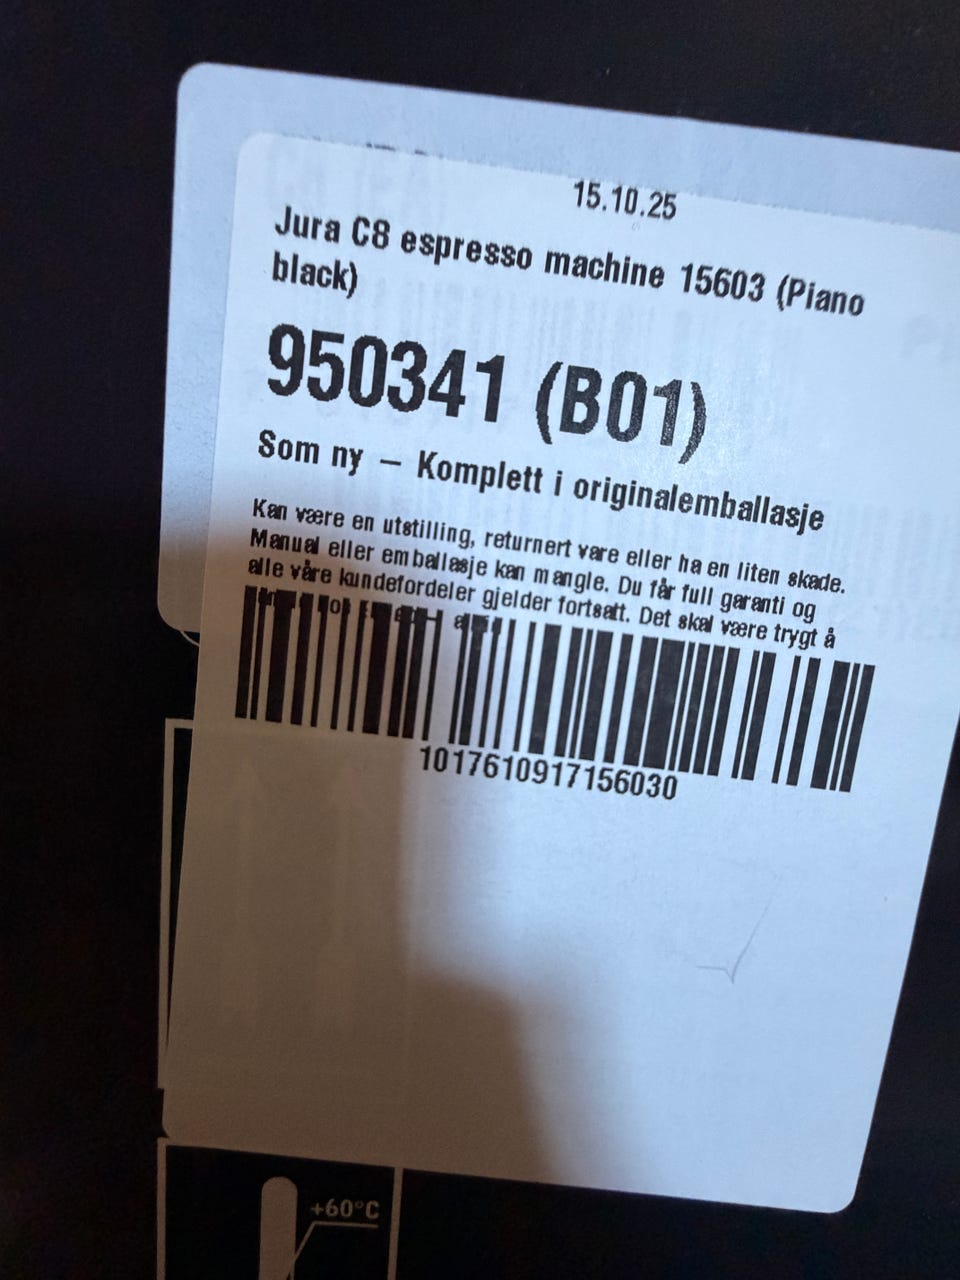 15.10.25
Jura C8 espresso machine 15603 (Piano
black)
950341 (B01)
Som ny – Komplett i originalemballasje
Kan være en utstilling, returnert vare eller ha en liten skade.
Manual eller emballasje kan mangle. Du får full garanti og
alle våre kundefordeler gjelder fortsatt. Det skal være trygt å
1017610917156030
+60°C